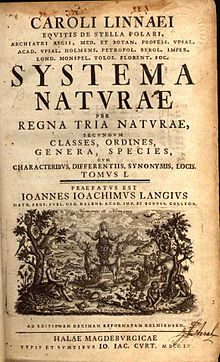 CAROLI LINNAEI
EQVITIS DE STELLA POLARI,
ARCHIATRI REGII, MED. ET BOTAN. PROFESS. VPSAL.
ACAD. VPSAL. HOLMENS. PETROPOL. BEROL. IMPER.
LOND. MONSPEL. TOLOS. FLORENT. SOC.
SYSTEMA
NATVRAE
PER
REGNA TRIA NATVRAE,
SECVNDVM
CLASSES, ORDINES,
GENERA, SPECIES,
CVM
CHARACTERIBVS, DIFFERENTIIS, SYNONYMIS, LOCIS.
TOMVS I.
PRAEFATVS EST
IOANNES IOACHIMVS LANGIVS
MATH. PROF. PVBL. ORD. HALENS. ACAD. IMP. ET BORVSS. COLLEGA.
AD EDITIONEM DECIMAM REFORMATAM HOLMIENSEM.
HALAE MAGDEBVRGICAE
TYPIS ET SVMTIBVS IO. IAC. CVRT.